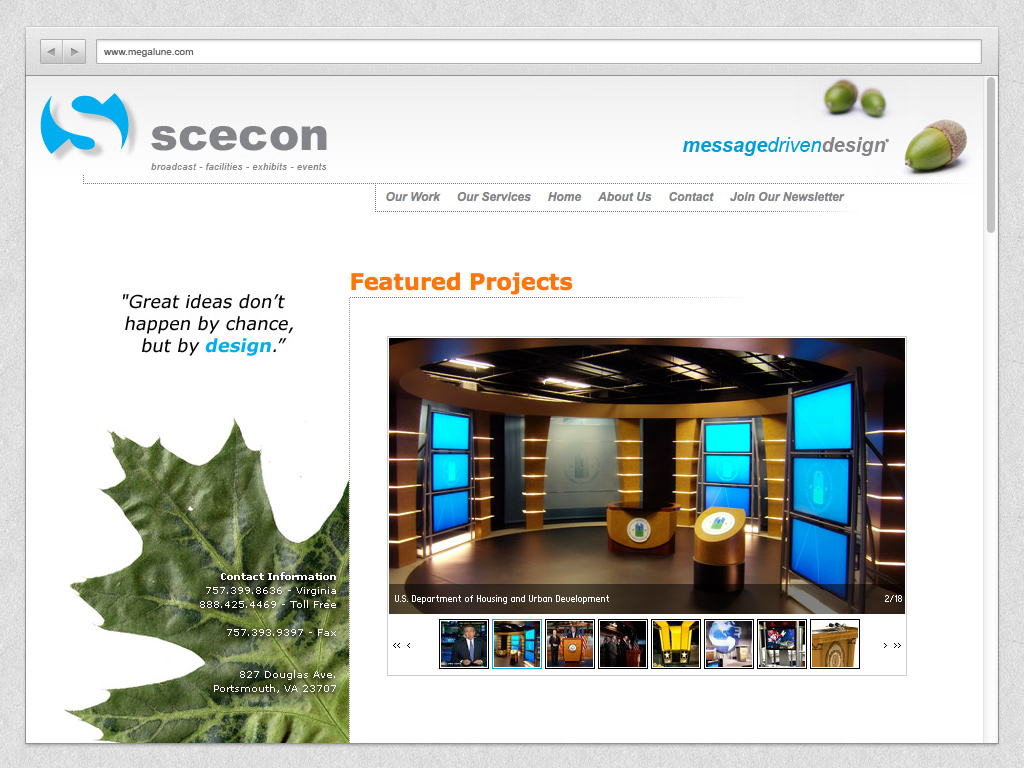 www.megalune.com
scecon
broadcast - facilities - exhibits - events
messagedrivendesign
Our Work Our Services Home About Us Contact Join Our Newsletter
Featured Projects
"Great ideas don’t
happen by chance,
but by design.”
U.S. Department of Housing and Urban Development 2/18
Contact Information
757.399.8636 - Virginia
888.425.4469 - Toll Free
757.393.9397 - Fax
827 Douglas Ave.
Portsmouth, VA 23707